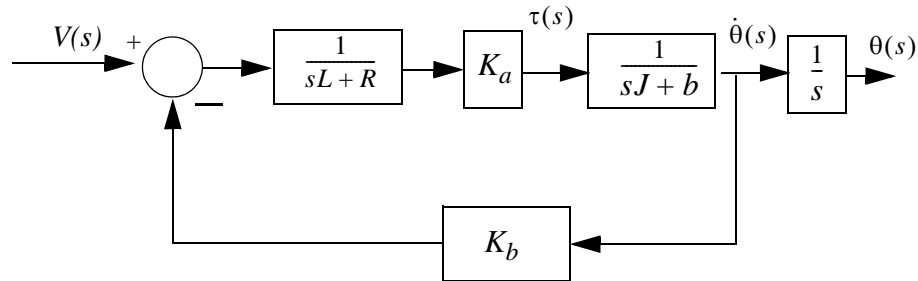 V(s)
+
−
1
sL + R
K_a
τ(s)
1
sJ + b
θ̇(s)
1
s
θ(s)
K_b